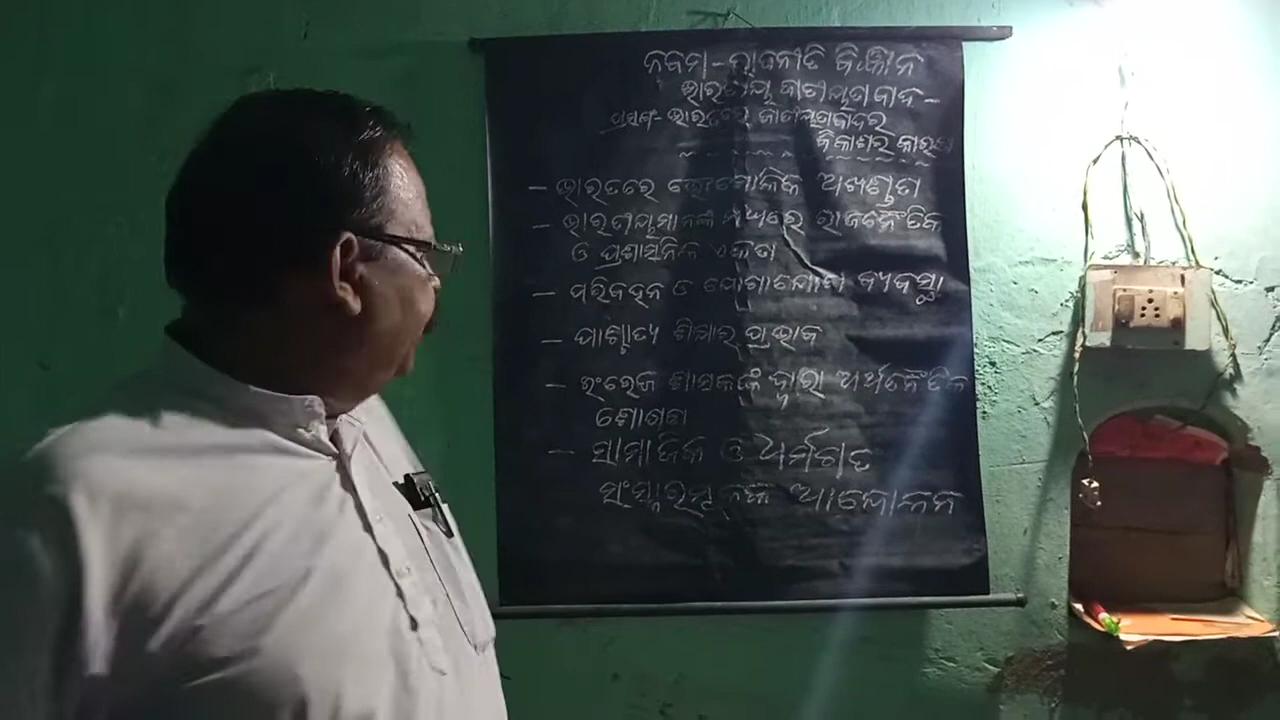 ନବମ - ରାଜନୀତି ବିଜ୍ଞାନ
ଭାରତୀୟ ଜାତୀୟତାବାଦ -
ପ୍ରସଙ୍ଗ - ଭାରତରେ ଜାତୀୟତାବାଦର
ବିକାଶର କାରଣ
- ଭାରତରେ ଭୌଗୋଳିକ ଅଖଣ୍ଡତା
- ଭାରତୀୟମାନଙ୍କ ମଧ୍ୟରେ ରାଜନୈତିକ
ଓ ପ୍ରଶାସନିକ ଏକତା
- ପରିବହନ ଓ ଯୋଗାଯୋଗ ବ୍ୟବସ୍ଥା
- ପାଶ୍ଚାତ୍ୟ ଶିକ୍ଷାର ପ୍ରଭାବ
- ଇଂରେଜ ଶାସକଙ୍କ ଦ୍ୱାରା ଅର୍ଥନୈତିକ
ଶୋଷଣ
- ସାମାଜିକ ଓ ଧର୍ମଗତ
ସଂସ୍କାରମୂଳକ ଆନ୍ଦୋଳନ